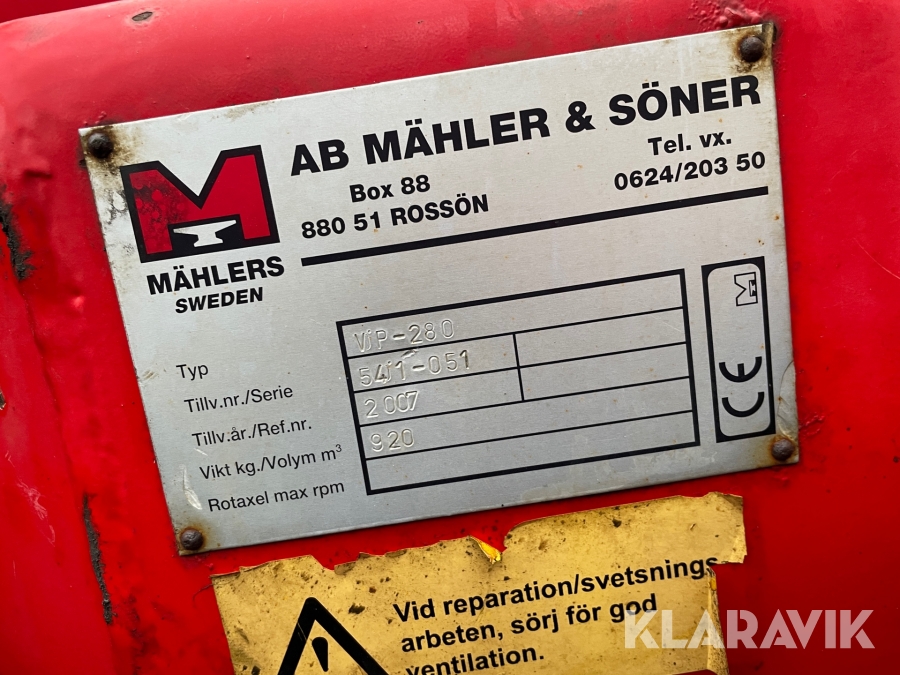 AB MÄHLER & SÖNER
Box 88
880 51 ROSSÖN
Tel. vx.
0624/203 50
M
MÄHLERS
SWEDEN
Typ VIP-280
Tillv.nr./Serie 541-051
Tillv.år./Ref.nr. 2007
Vikt kg./Volym m³ 920
Rotaxel max rpm
M
CE
Vid reparation/svetsnings
arbeten, sörj för god
ventilation.
KLARAVIK